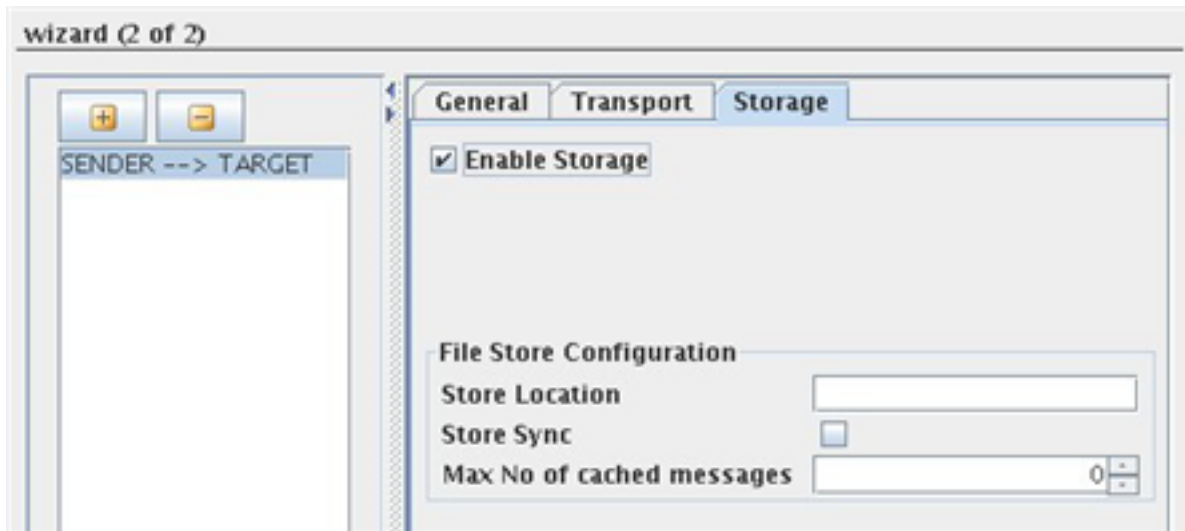 wizard (2 of 2)
SENDER --> TARGET
General Transport Storage
Enable Storage
File Store Configuration
Store Location
Store Sync
Max No of cached messages 0